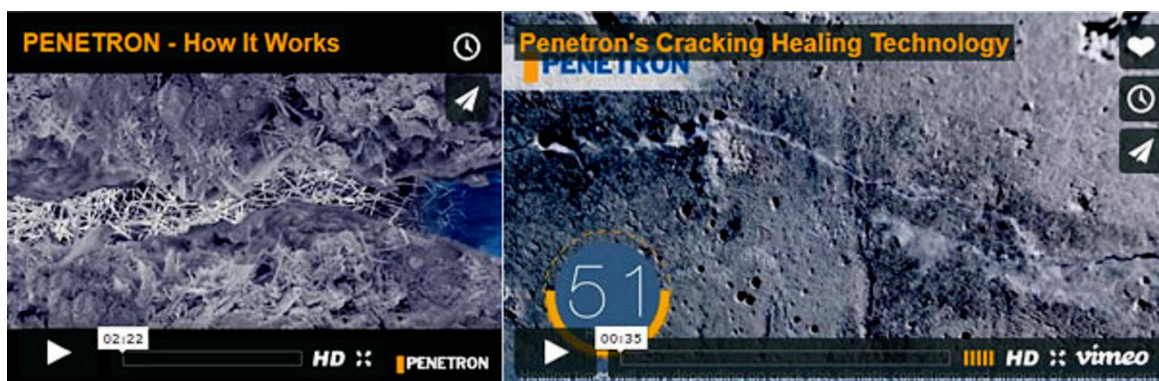 PENETRON - How It Works
02:22
HD
PENETRON
Penetron's Cracking Healing Technology
PENETRON
51
00:35
HD
vimeo